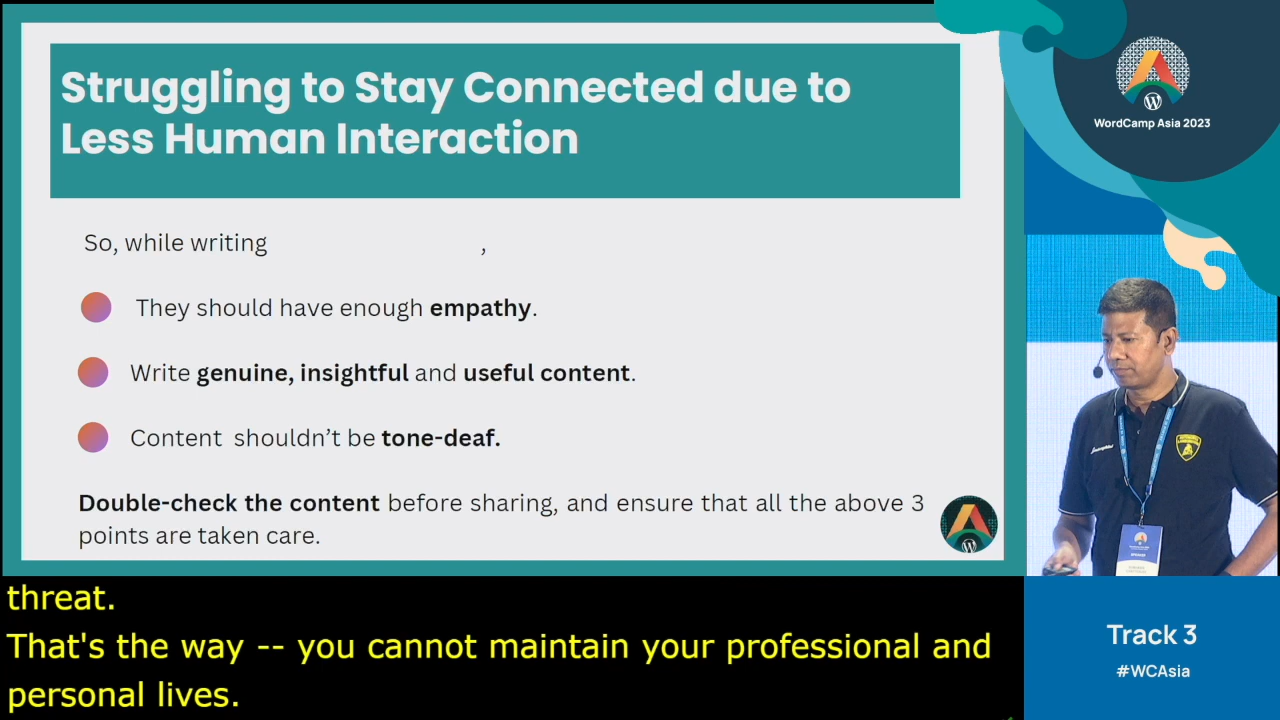 Struggling to Stay Connected due to
Less Human Interaction
So, while writing ,
They should have enough empathy.
Write genuine, insightful and useful content.
Content shouldn’t be tone-deaf.
Double-check the content before sharing, and ensure that all the above 3
points are taken care.
WordCamp Asia 2023
threat.
That's the way -- you cannot maintain your professional and
personal lives.
Track 3
#WCAsia